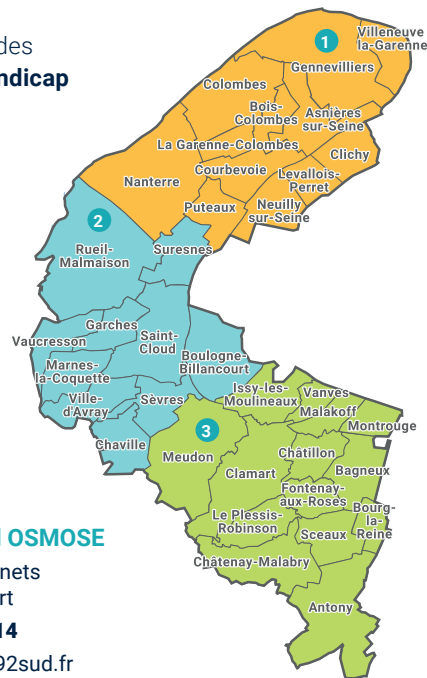 des
ndicap
1
Villeneuve
la-Garenne
Gennevilliers
Colombes
Bois-
Colombes
Asnières
sur-Seine
La Garenne-Colombes
Clichy
Courbevoie
Levallois-
Perret
Nanterre
Puteaux
Neuilly
sur-Seine
2
Rueil-
Malmaison
Suresnes
Garches
Vaucresson
Saint-
Cloud
Marnes-
la-Coquette
Boulogne-
Billancourt
Ville-
d'Avray
Sèvres
Chaville
3
Issy-les-
Moulineaux
Vanves
Malakoff
Montrouge
Meudon
Châtillon
Clamart
Bagneux
Fontenay-
aux-Roses
Le Plessis-
Robinson
Bourg-
la-
Reine
Sceaux
Châtenay-Malabry
Antony
OSMOSE
nets
rt
14
92sud.fr